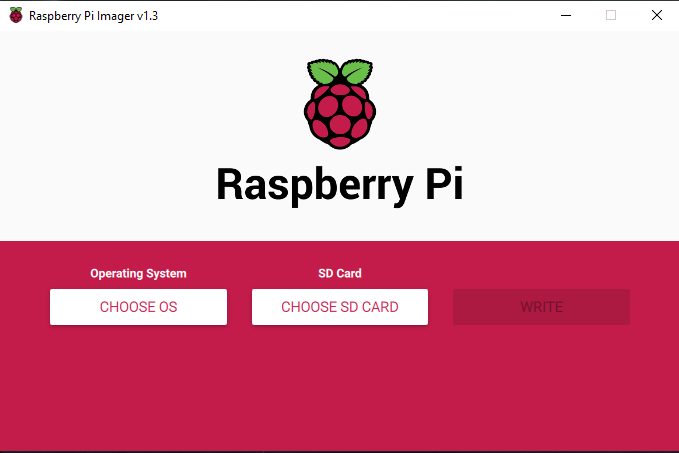 Raspberry Pi Imager v1.3
Raspberry Pi
Operating System
SD Card
CHOOSE OS
CHOOSE SD CARD
WRITE